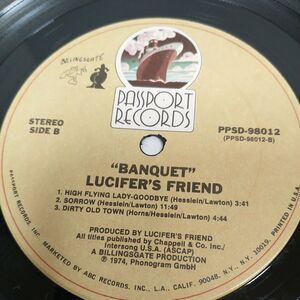 BILLINGSGATE
PASSPORT
RECORDS
STEREO
SIDE B
PPSD-98012
(PPSD-98012-B)
"BANQUET"
LUCIFER'S FRIEND
1. HIGH FLYING LADY-GOODBYE (Hesslein/Lawton) 3:41
2. SORROW (Hesslein/Lawton) 11:49
3. DIRTY OLD TOWN (Horns/Hesslein/Lawton) 4:44
PRODUCED BY LUCIFER'S FRIEND
All titles published by Chappell & Co. Inc./
Intersong U.S.A. (ASCAP)
A BILLINGSGATE PRODUCTION
℗ 1974, Phonogram GmbH
MARKETED BY ABC RECORDS, INC., L.A., CALIF. 90048, N.Y., N.Y. 10019. PRINTED IN U.S.A.